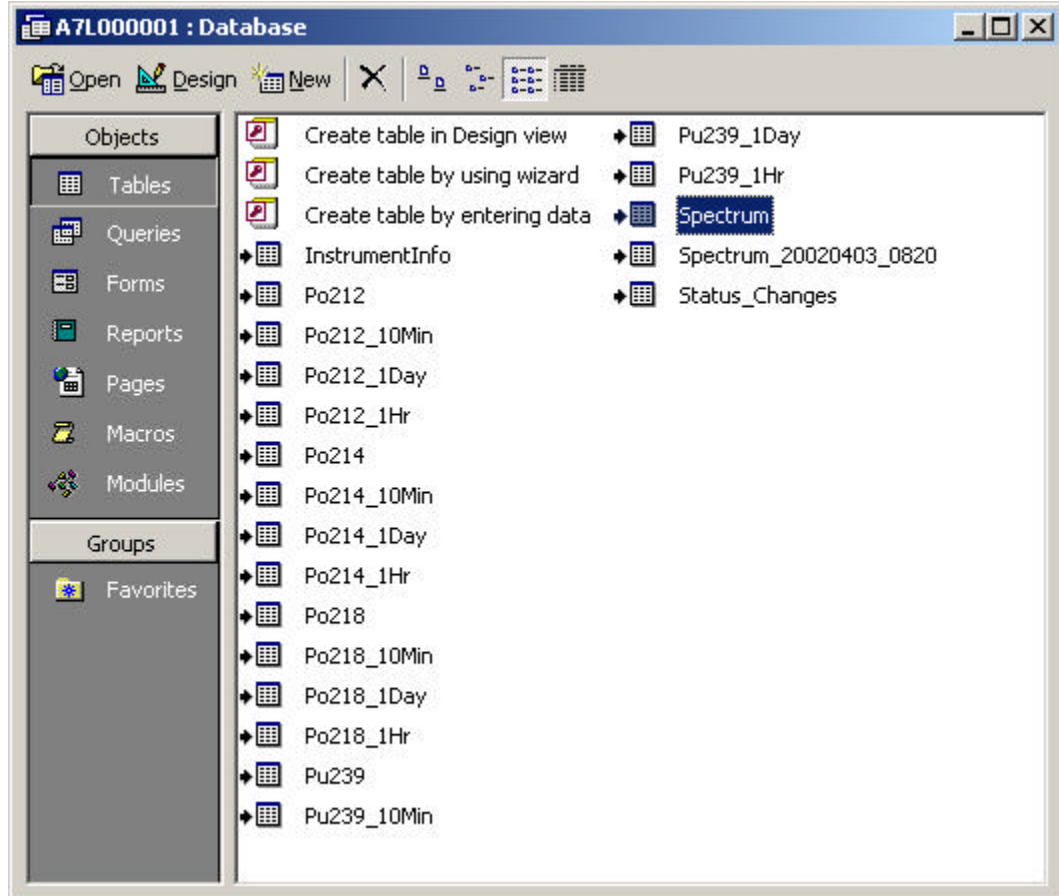 A7L000001 : Database
Open Design New
Objects
Tables
Queries
Forms
Reports
Pages
Macros
Modules
Groups
Favorites
Create table in Design view
Create table by using wizard
Create table by entering data
InstrumentInfo
Po212
Po212_10Min
Po212_1Day
Po212_1Hr
Po214
Po214_10Min
Po214_1Day
Po214_1Hr
Po218
Po218_10Min
Po218_1Day
Po218_1Hr
Pu239
Pu239_10Min
Pu239_1Day
Pu239_1Hr
Spectrum
Spectrum_20020403_0820
Status_Changes